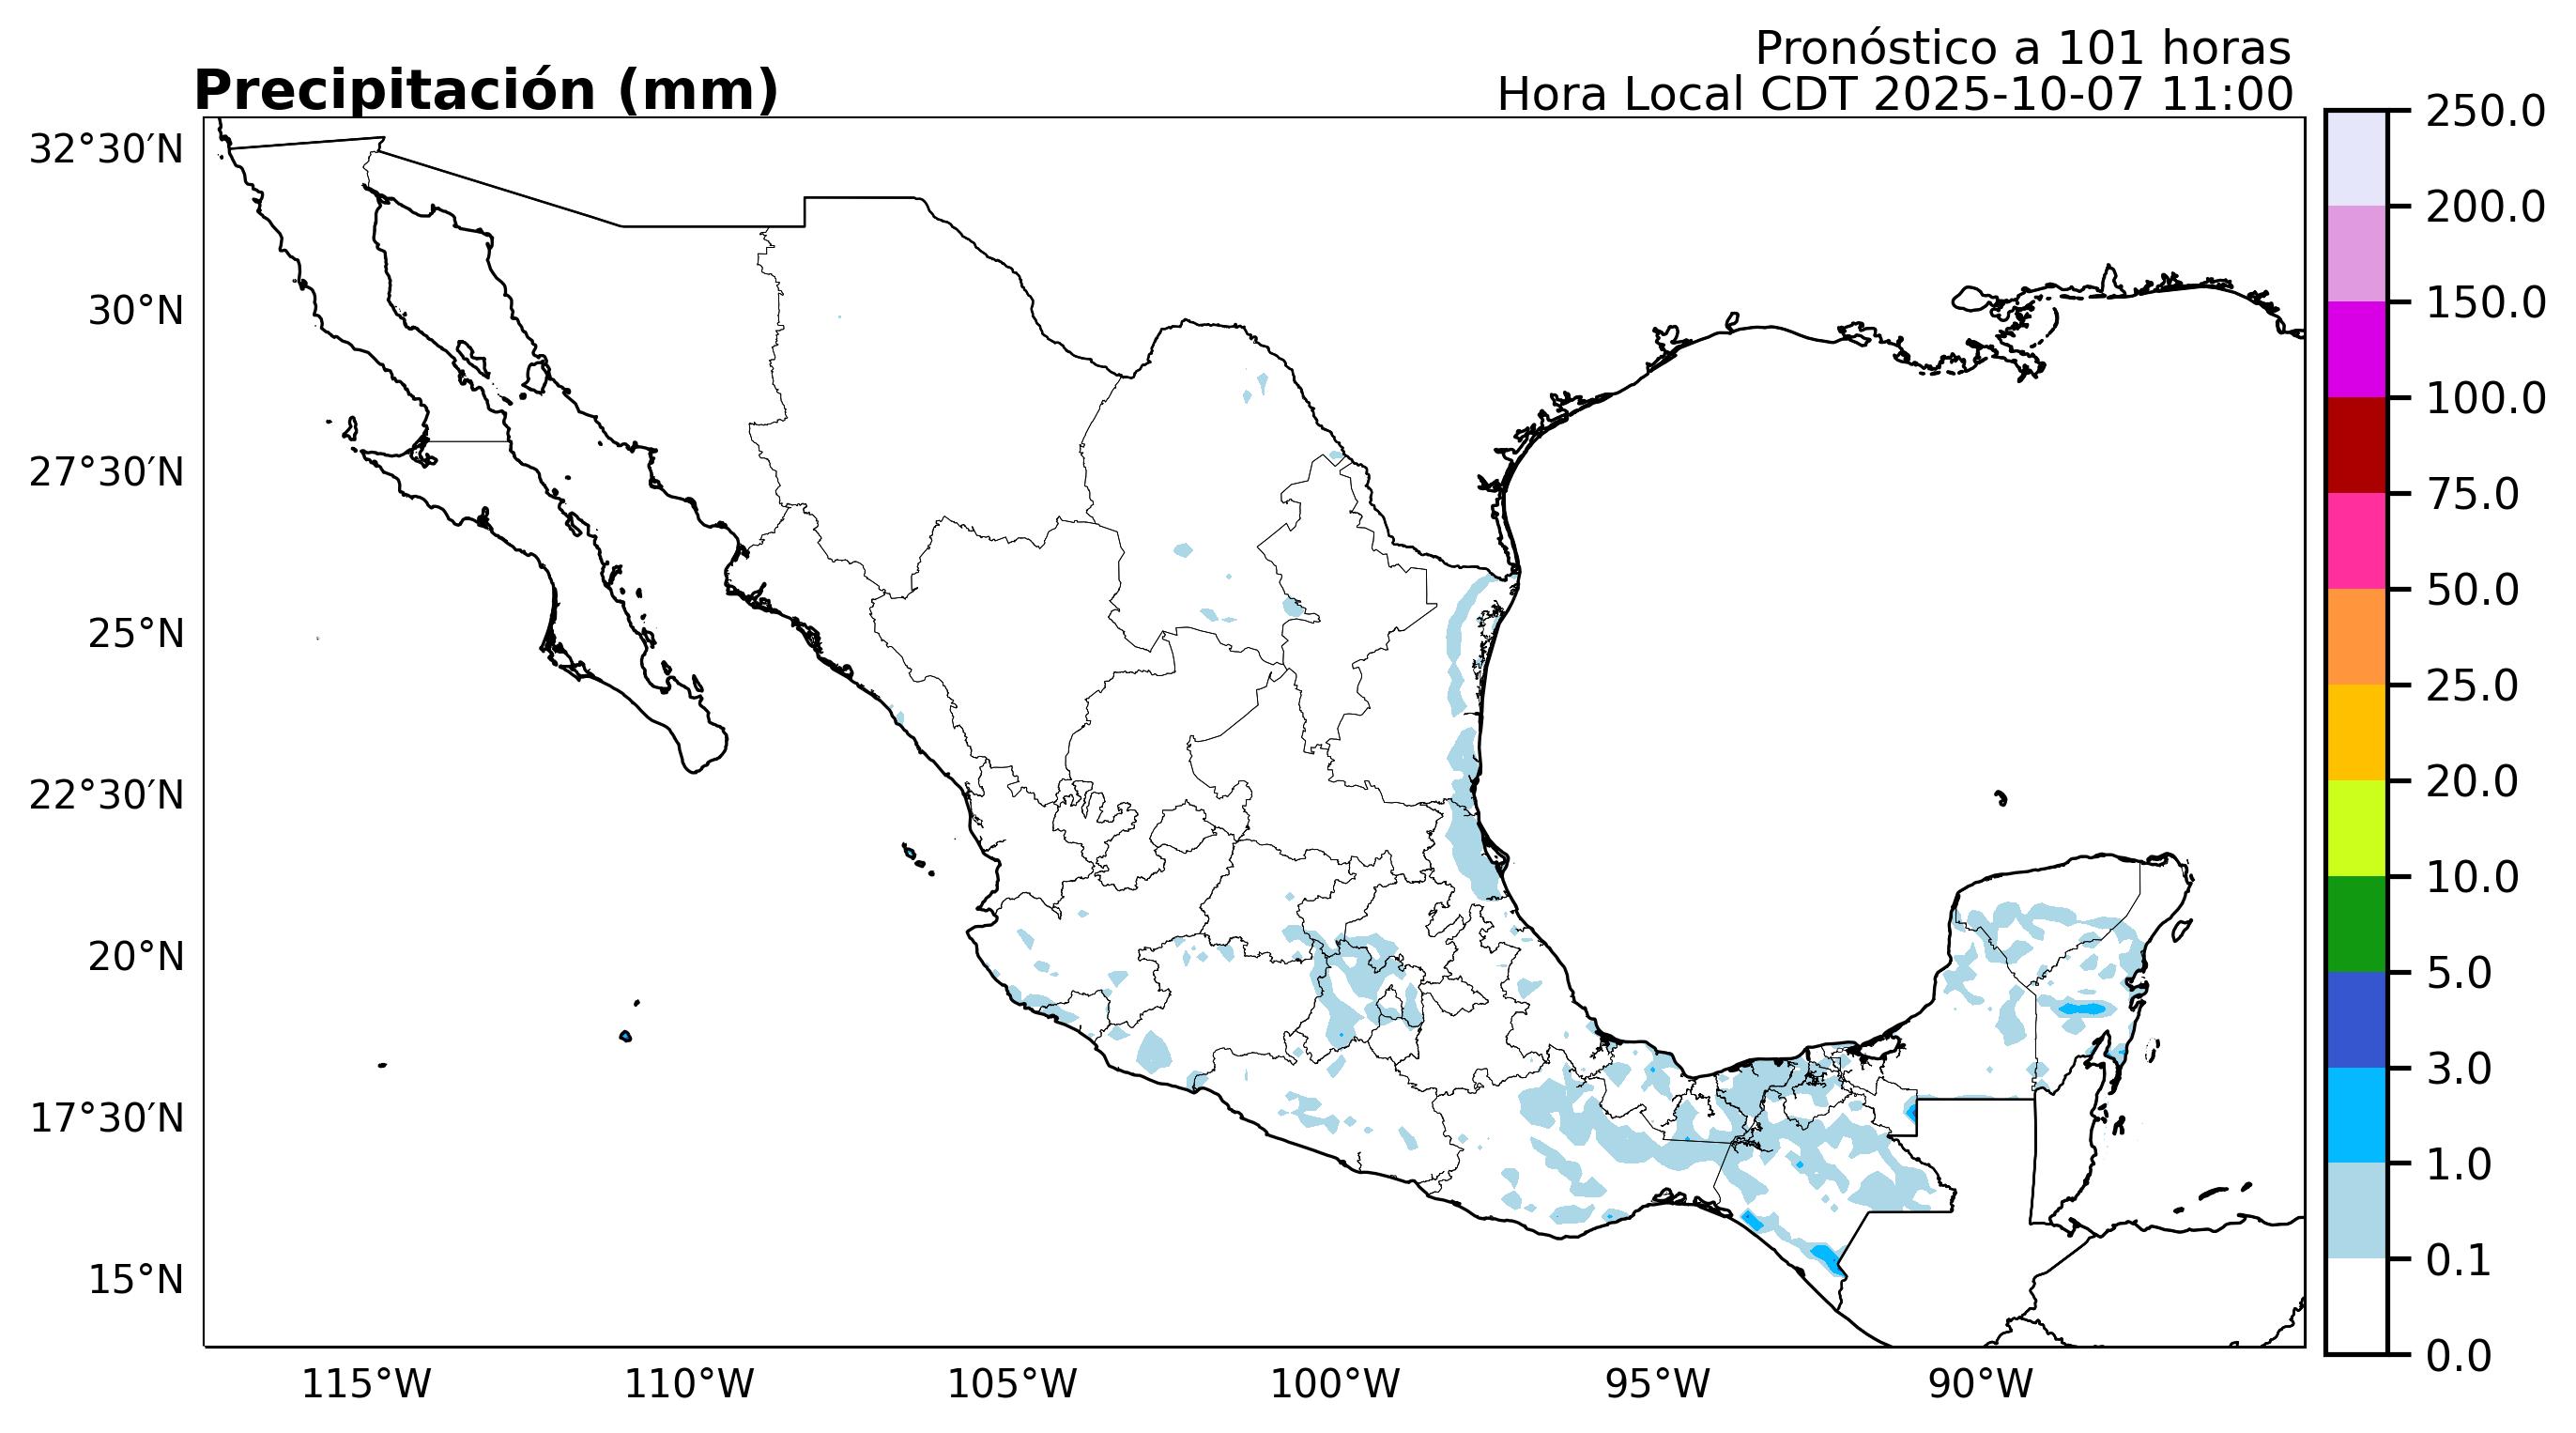 Pronóstico a 101 horas
Precipitación (mm)
Hora Local CDT 2025-10-07 11:00
32°30′N
30°N
27°30′N
25°N
22°30′N
20°N
17°30′N
15°N
115°W
110°W
105°W
100°W
95°W
90°W
250.0
200.0
150.0
100.0
75.0
50.0
25.0
20.0
10.0
5.0
3.0
1.0
0.1
0.0